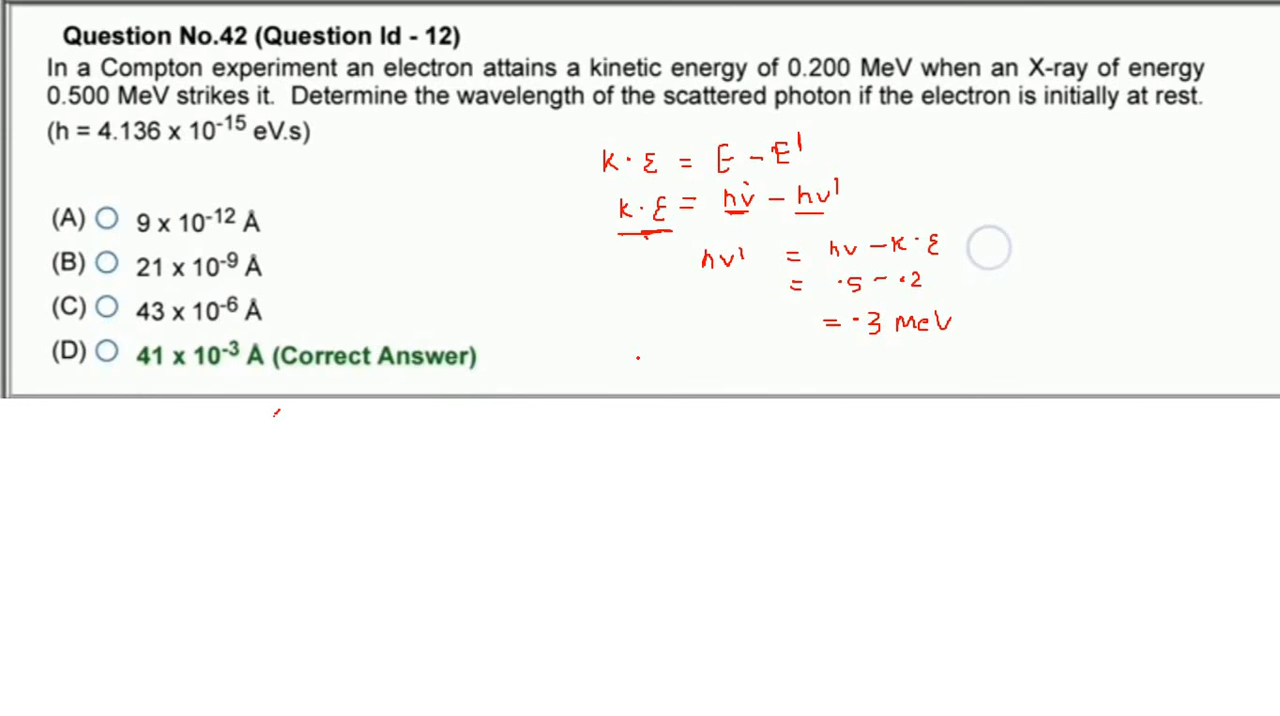 Question No.42 (Question Id - 12)
In a Compton experiment an electron attains a kinetic energy of 0.200 MeV when an X-ray of energy
0.500 MeV strikes it. Determine the wavelength of the scattered photon if the electron is initially at rest.
(h = 4.136 x 10⁻¹⁵ eV.s)
K·E = E - E'
K·E = hν - hν'
hν' = hν - K·E
= .5 - .2
= .3 MeV
(A) 9 x 10⁻¹² Å
(B) 21 x 10⁻⁹ Å
(C) 43 x 10⁻⁶ Å
(D) 41 x 10⁻³ Å (Correct Answer)